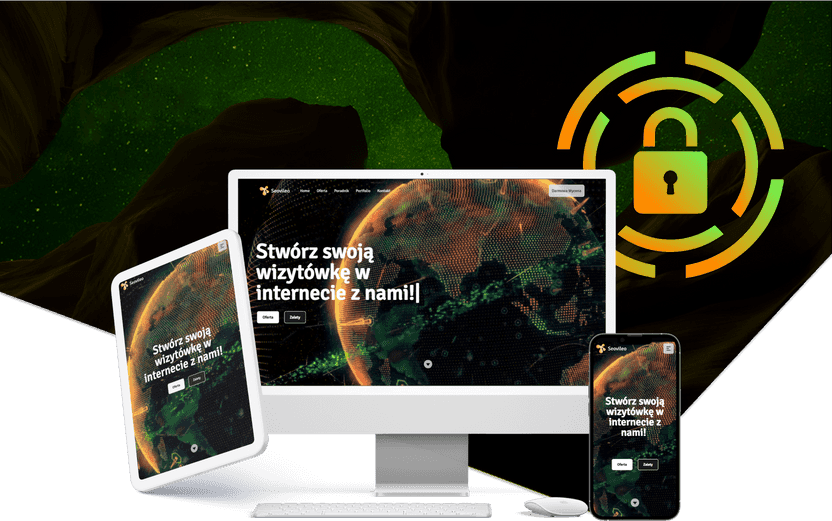 Seovileo
Home Oferta Poradnik Portfolio Kontakt
Darmowa Wycena
Stwórz swoją
wizytówkę w
internecie z nami!|
Oferta Zalety
Seovileo
Stwórz swoją
wizytówkę w
internecie z nami!
Oferta Zalety
Seovileo
Stwórz swoją
wizytówkę w
internecie z
nami!
Oferta Zalety